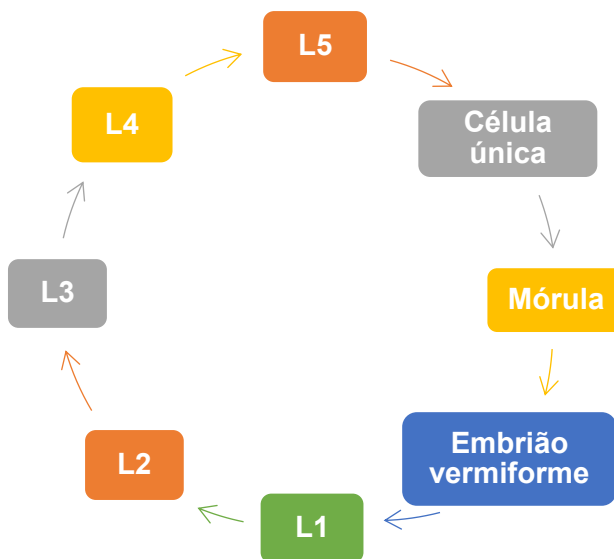 L5
Célula
única
Mórula
Embrião
vermiforme
L1
L2
L3
L4